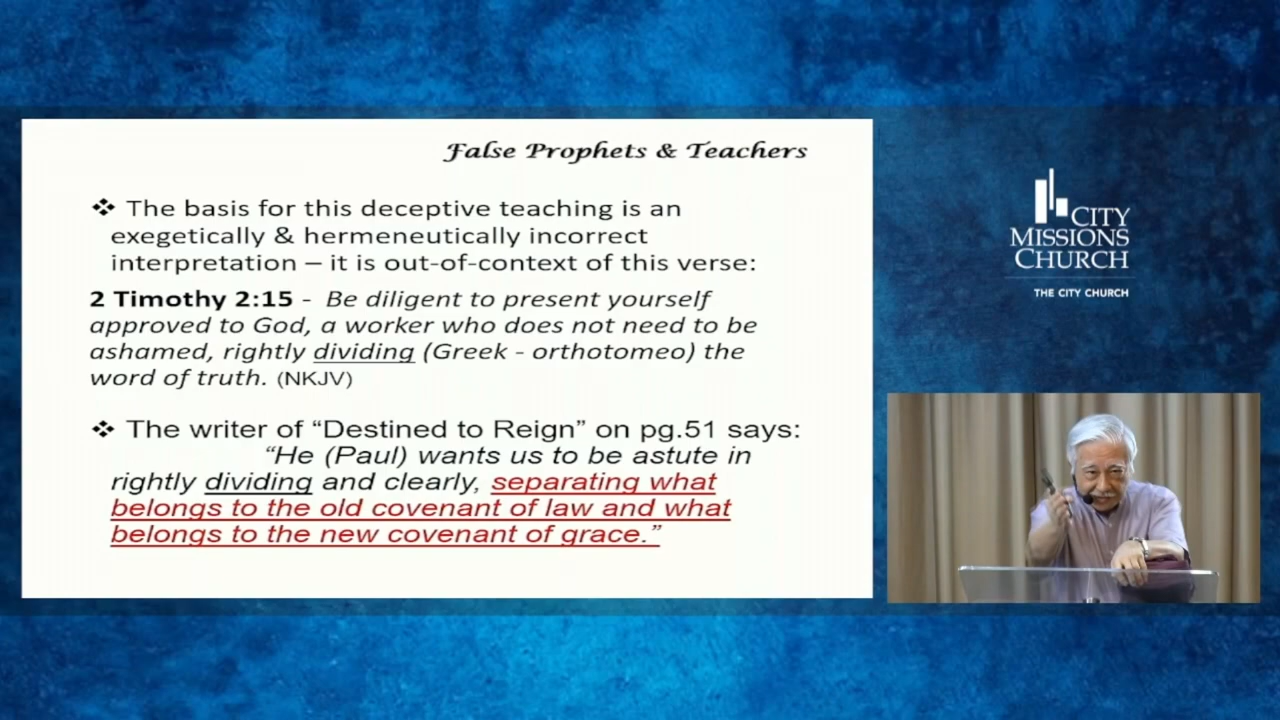 False Prophets & Teachers
❖ The basis for this deceptive teaching is an
exegetically & hermeneutically incorrect
interpretation – it is out-of-context of this verse:
2 Timothy 2:15 - Be diligent to present yourself
approved to God, a worker who does not need to be
ashamed, rightly dividing (Greek - orthotomeo) the
word of truth. (NKJV)
❖ The writer of “Destined to Reign” on pg.51 says:
“He (Paul) wants us to be astute in
rightly dividing and clearly, separating what
belongs to the old covenant of law and what
belongs to the new covenant of grace.”
CITY
MISSIONS
CHURCH
THE CITY CHURCH